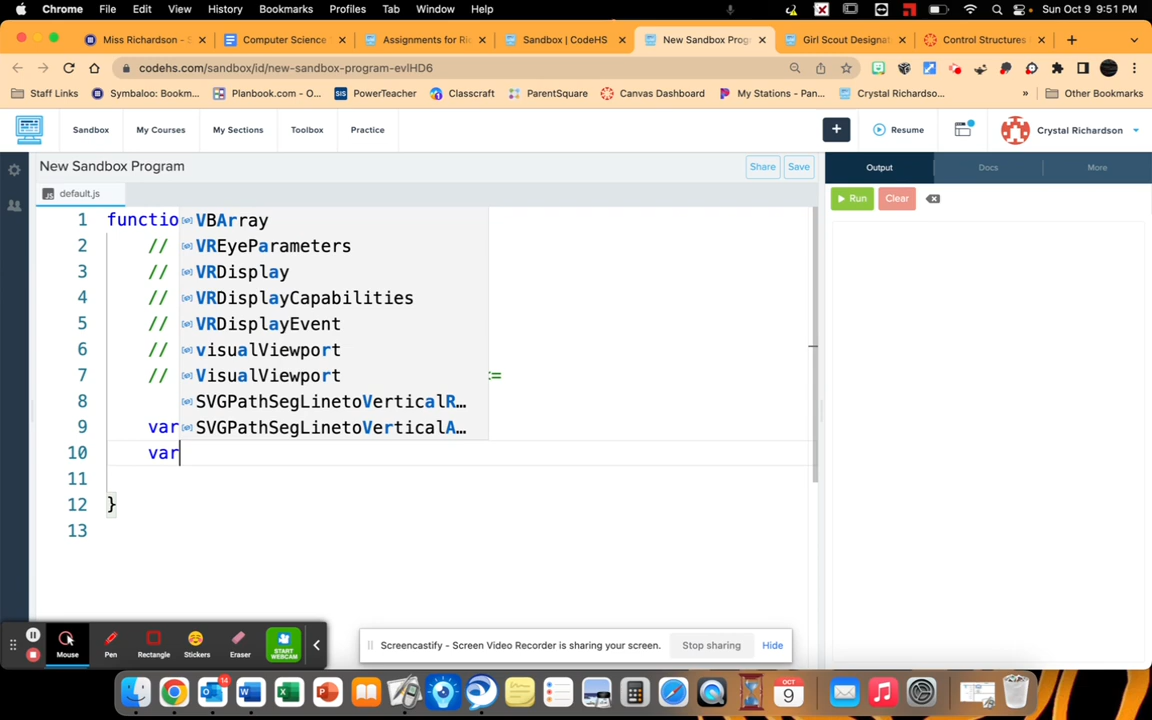 Chrome File Edit View History Bookmarks Profiles Tab Window Help Sun Oct 9 9:51 PM
Miss Richardson - S Computer Science Assignments for Ric Sandbox | CodeHS New Sandbox Prog Girl Scout Designat Control Structures
codehs.com/sandbox/id/new-sandbox-program-evIHD6
Staff Links Symbaloo: Bookm... Planbook.com - O... SIS PowerTeacher Classcraft ParentSquare Canvas Dashboard My Stations - Pan... Crystal Richardso... » Other Bookmarks
Sandbox My Courses My Sections Toolbox Practice + Resume Crystal Richardson
New Sandbox Program Share Save Output Docs More
default.js Run Clear
1 functio VBArray
2 // VREyeParameters
3 // VRDisplay
4 // VRDisplayCapabilities
5 // VRDisplayEvent
6 // visualViewport
7 // VisualViewport =
8 SVGPathSegLinetoVerticalR...
9 var SVGPathSegLinetoVerticalA...
10 var
11
12 }
13
Mouse Pen Rectangle Stickers Eraser START WEBCAM
Screencastify - Screen Video Recorder is sharing your screen. Stop sharing Hide
14 OCT 9